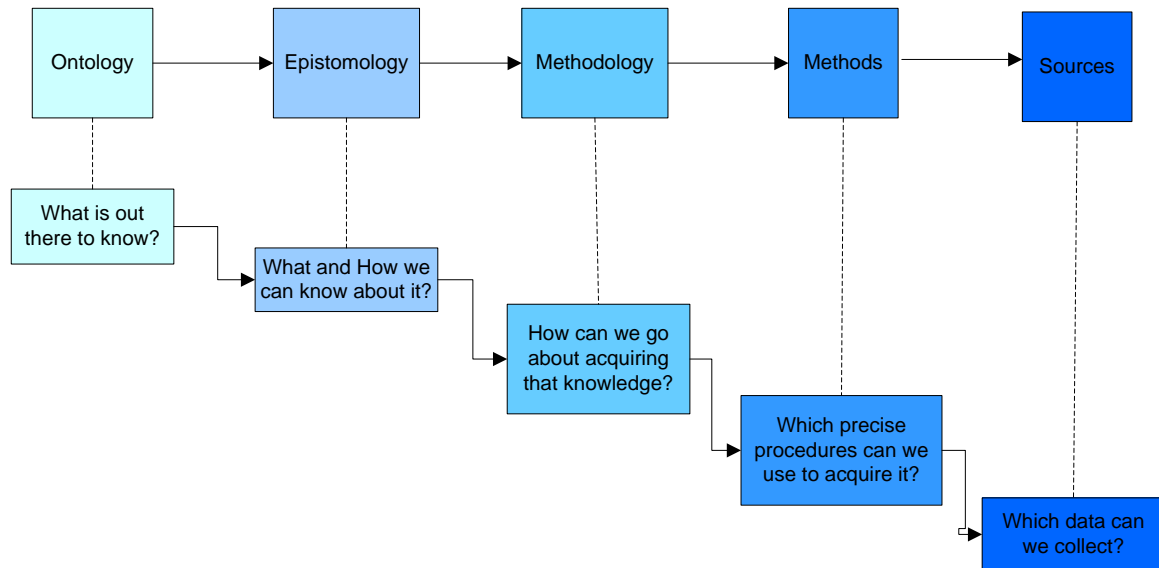 Ontology
Epistomology
Methodology
Methods
Sources
What is out
there to know?
What and How we
can know about it?
How can we go
about acquiring
that knowledge?
Which precise
procedures can we
use to acquire it?
Which data can
we collect?